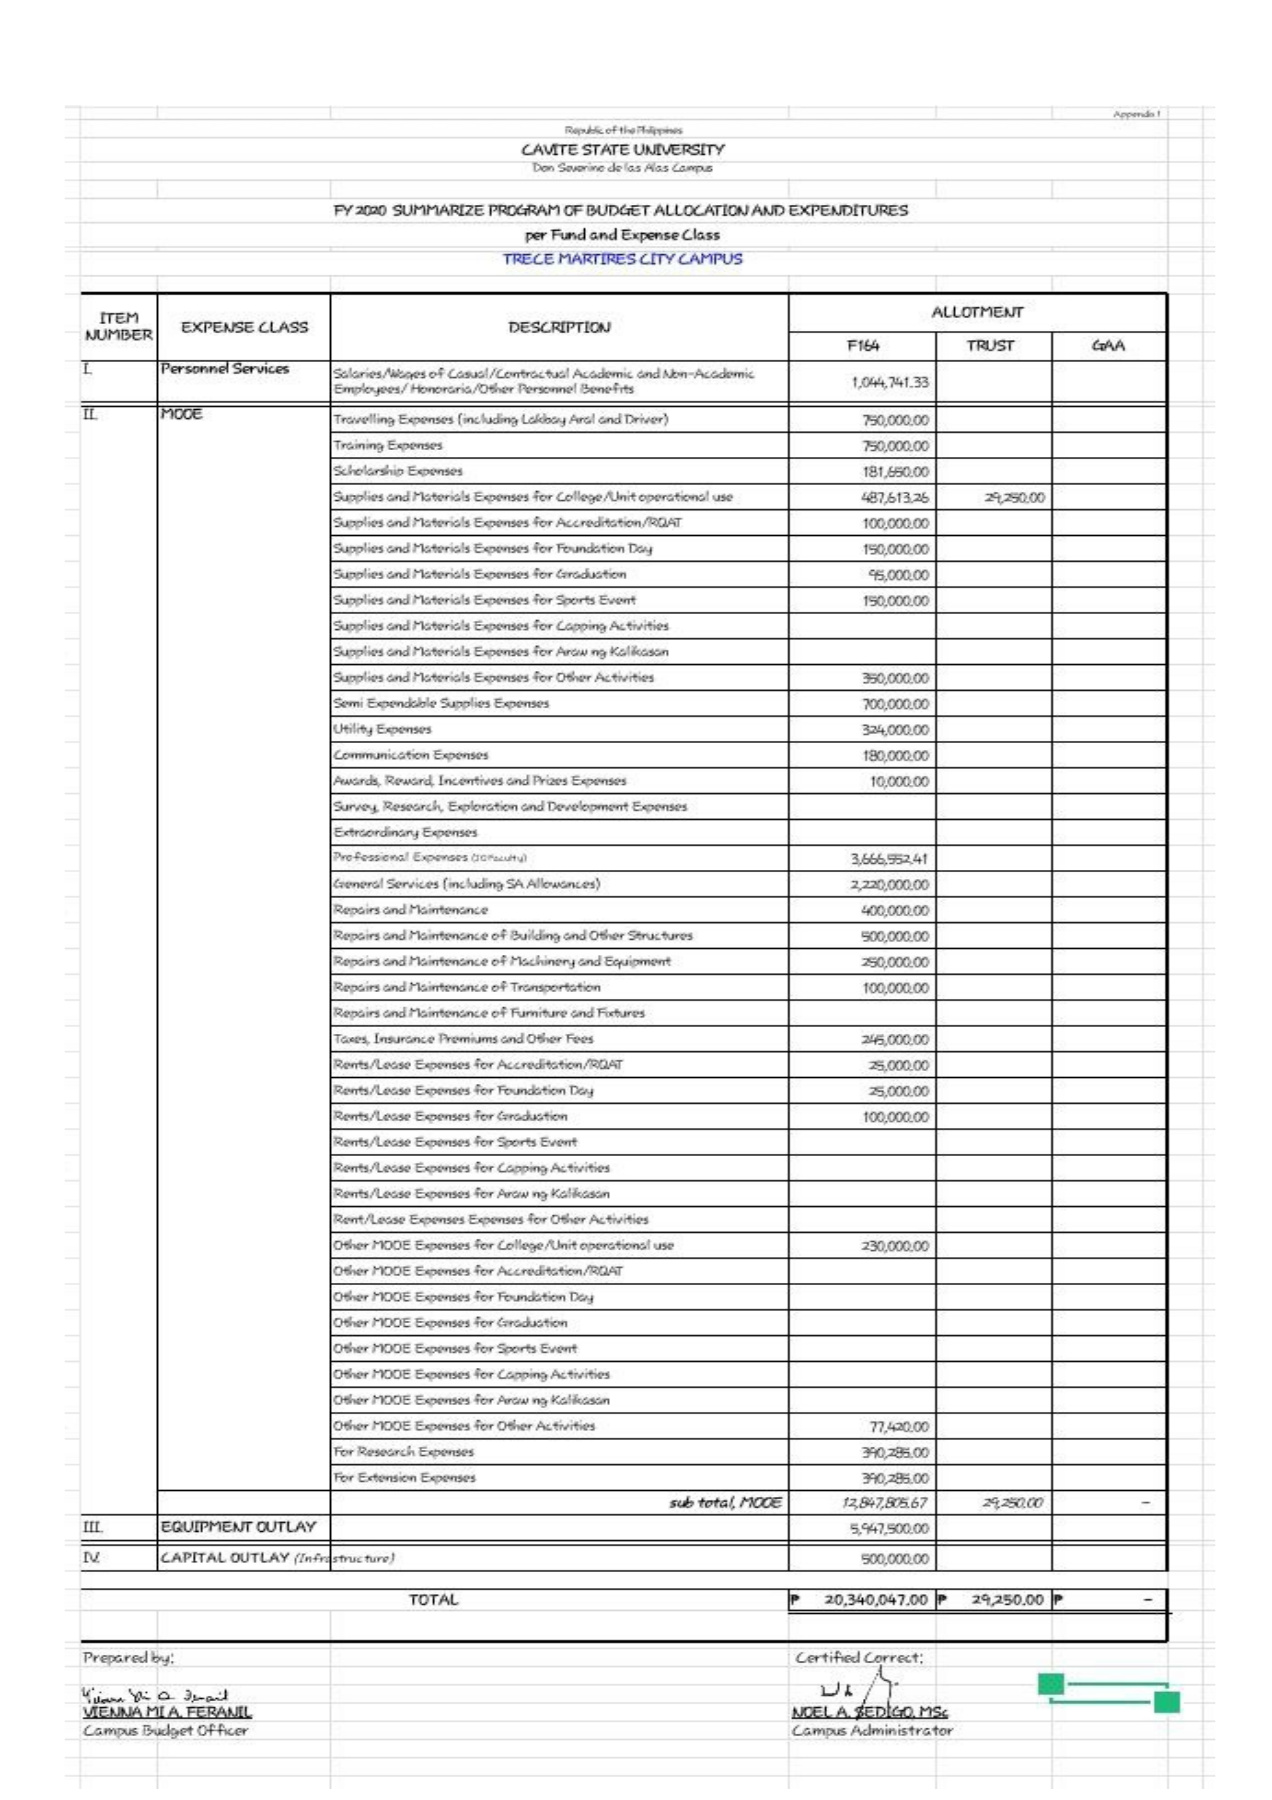 Appendix 1
Republic of the Philippines
CAVITE STATE UNIVERSITY
Don Severino de las Alas Campus
FY 2020 SUMMARIZE PROGRAM OF BUDGET ALLOCATION AND EXPENDITURES
per Fund and Expense Class
TRECE MARTIRES CITY CAMPUS
ITEM NUMBER EXPENSE CLASS DESCRIPTION ALLOTMENT
F164 TRUST GAA
I. Personnel Services Salaries/Wages of Casual/Contractual Academic and Non-Academic
Employees/ Honoraria/Other Personnel Benefits 1,044,741.33
II. MOOE Travelling Expenses (including Lakbay Aral and Driver) 750,000.00
Training Expenses 750,000.00
Scholarship Expenses 181,650.00
Supplies and Materials Expenses for College/Unit operational use 487,613.26 29,250.00
Supplies and Materials Expenses for Accreditation/RQAT 100,000.00
Supplies and Materials Expenses for Foundation Day 150,000.00
Supplies and Materials Expenses for Graduation 95,000.00
Supplies and Materials Expenses for Sports Event 150,000.00
Supplies and Materials Expenses for Capping Activities
Supplies and Materials Expenses for Araw ng Kalikasan
Supplies and Materials Expenses for Other Activities 350,000.00
Semi Expendable Supplies Expenses 700,000.00
Utility Expenses 324,000.00
Communication Expenses 180,000.00
Awards, Reward, Incentives and Prizes Expenses 10,000.00
Survey, Research, Exploration and Development Expenses
Extraordinary Expenses
Professional Expenses (JO Faculty) 3,666,552.41
General Services (including SA Allowances) 2,220,000.00
Repairs and Maintenance 400,000.00
Repairs and Maintenance of Building and Other Structures 500,000.00
Repairs and Maintenance of Machinery and Equipment 250,000.00
Repairs and Maintenance of Transportation 100,000.00
Repairs and Maintenance of Furniture and Fixtures
Taxes, Insurance Premiums and Other Fees 245,000.00
Rents/Lease Expenses for Accreditation/RQAT 25,000.00
Rents/Lease Expenses for Foundation Day 25,000.00
Rents/Lease Expenses for Graduation 100,000.00
Rents/Lease Expenses for Sports Event
Rents/Lease Expenses for Capping Activities
Rents/Lease Expenses for Araw ng Kalikasan
Rent/Lease Expenses Expenses for Other Activities
Other MOOE Expenses for College/Unit operational use 230,000.00
Other MOOE Expenses for Accreditation/RQAT
Other MOOE Expenses for Foundation Day
Other MOOE Expenses for Graduation
Other MOOE Expenses for Sports Event
Other MOOE Expenses for Capping Activities
Other MOOE Expenses for Araw ng Kalikasan
Other MOOE Expenses for Other Activities 77,420.00
For Research Expenses 390,285.00
For Extension Expenses 390,285.00
sub total, MOOE 12,847,805.67 29,250.00 -
III. EQUIPMENT OUTLAY 5,947,500.00
IV. CAPITAL OUTLAY (Infrastructure) 500,000.00
TOTAL ₱ 20,340,047.00 ₱ 29,250.00 ₱ -
Prepared by: Certified Correct:
VIENNA MI A. FERANIL NOEL A. SEDIGO, MSc
Campus Budget Officer Campus Administrator